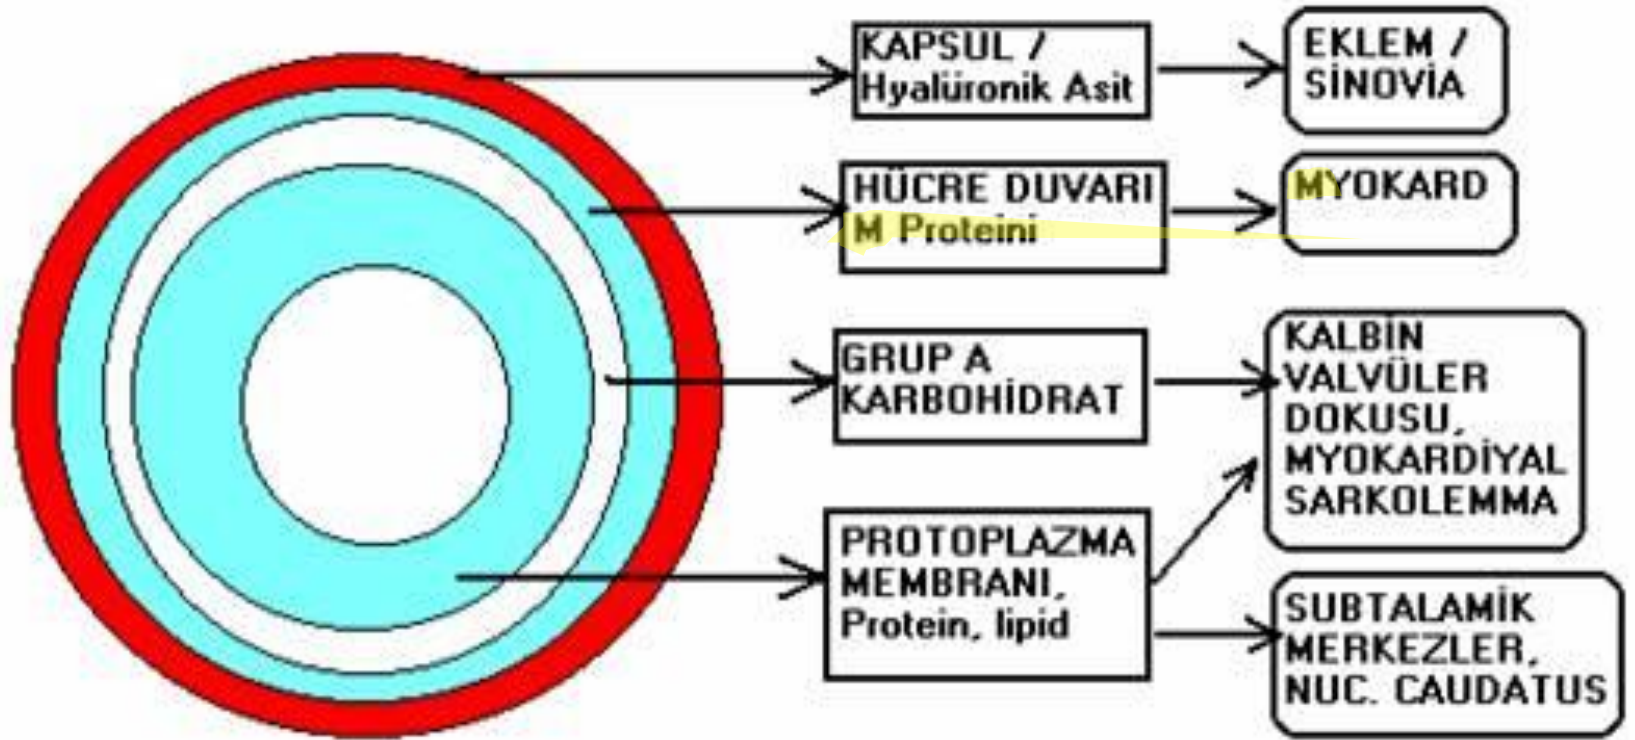 KAPSUL /
Hyalüronik Asit
EKLEM /
SİNOVİA
HÜCRE DUVARI
M Proteini
MYOKARD
GRUP A
KARBOHİDRAT
KALBİN
VALVÜLER
DOKUSU,
MYOKARDİYAL
SARKOLEMMA
PROTOPLAZMA
MEMBRANI,
Protein, lipid
SUBTALAMİK
MERKEZLER,
NUC. CAUDATUS